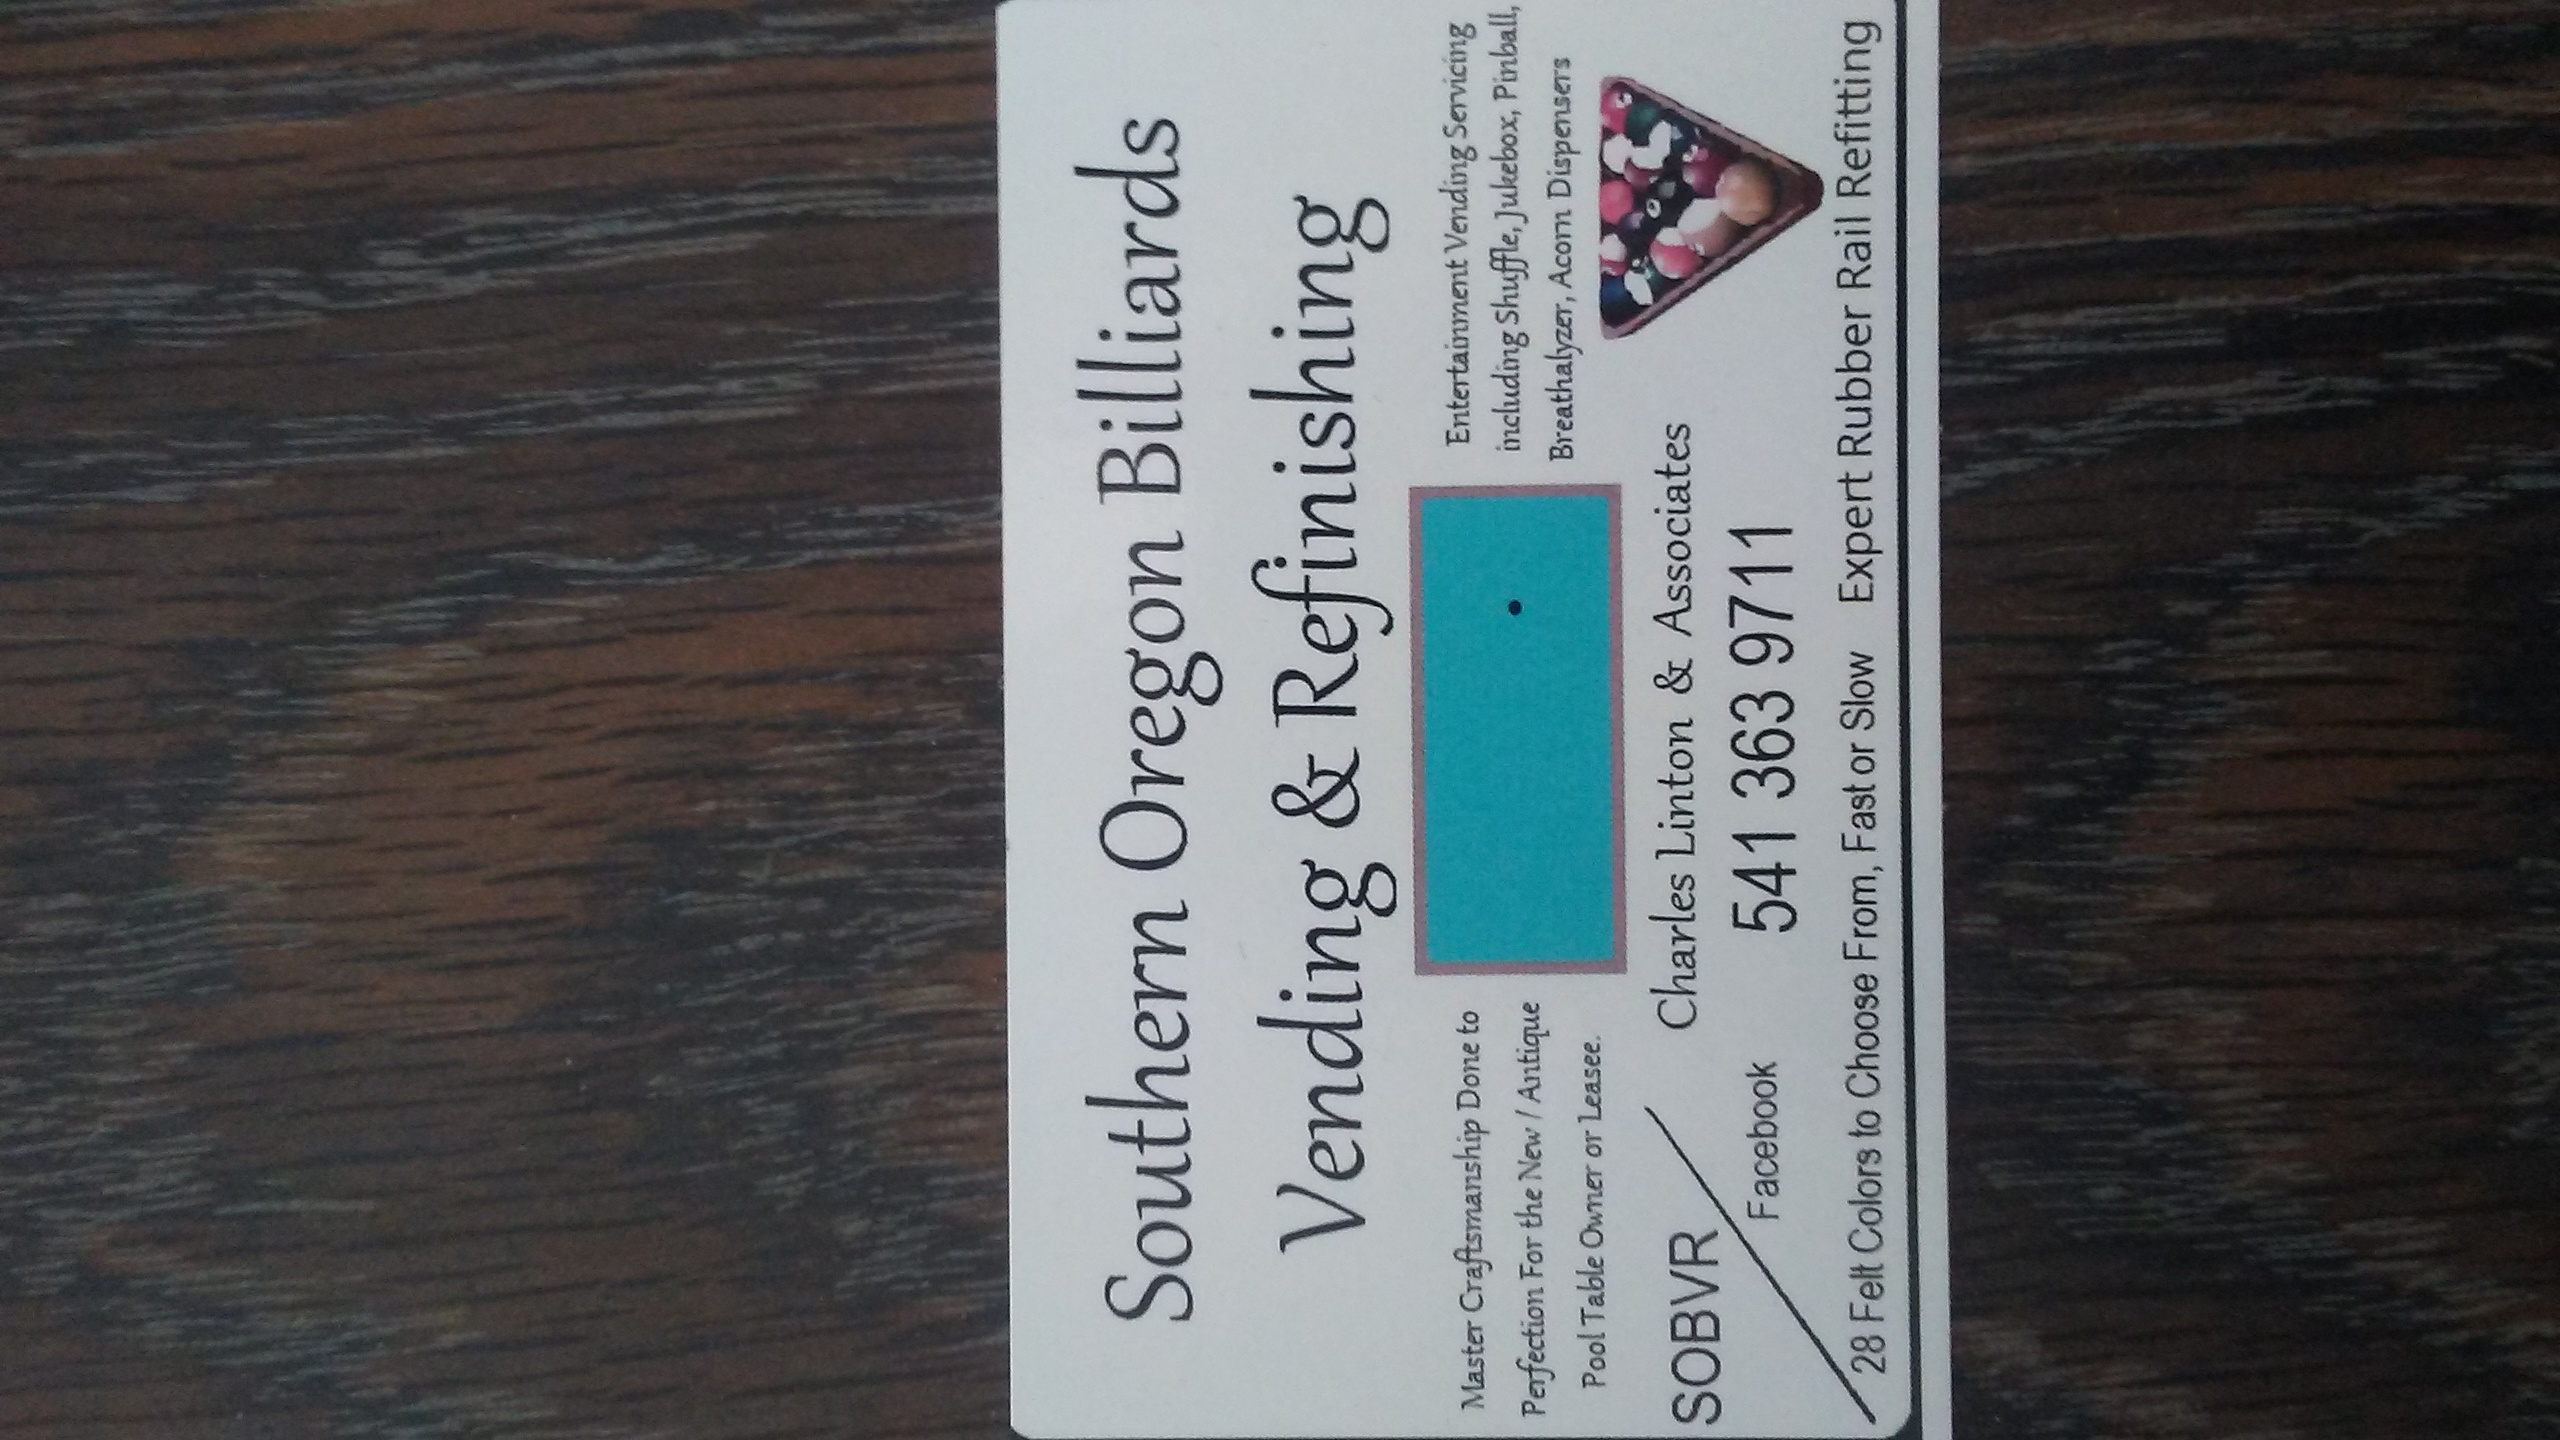 Southern Oregon Billiards
Vending & Refinishing
Master Craftsmanship Done to
Perfection For the New / Antique
Pool Table Owner or Leasee.
Entertainment Vending Servicing
including Shuffle, Jukebox, Pinball,
Breathalyzer, Acorn Dispensers
SOBVR
Facebook
Charles Linton & Associates
541 363 9711
28 Felt Colors to Choose From, Fast or Slow Expert Rubber Rail Refitting